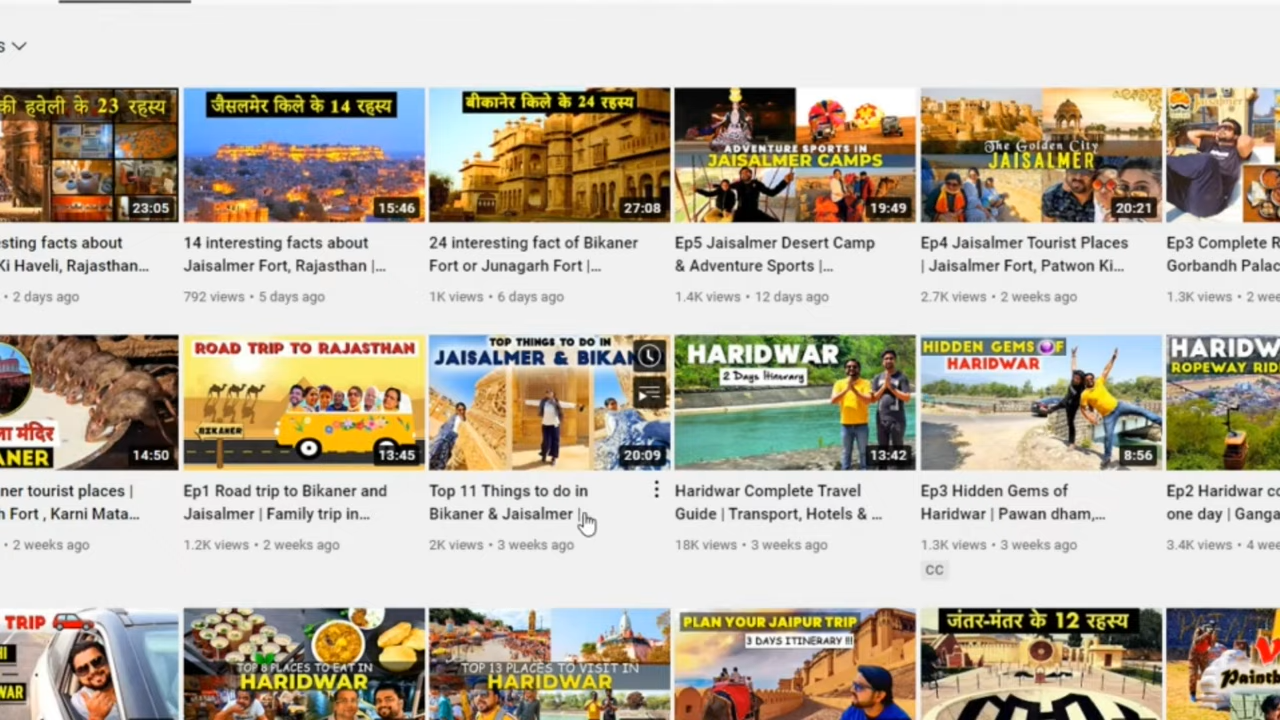 s
की हवेली के 23 रहस्य
23:05
जैसलमेर किले के 14 रहस्य
15:46
बीकानेर किले के 24 रहस्य
27:08
ADVENTURE SPORTS IN
JAISALMER CAMPS
19:49
The Golden City
JAISALMER
20:21
esting facts about
Ki Haveli, Rajasthan...
• 2 days ago
14 interesting facts about
Jaisalmer Fort, Rajasthan |...
792 views • 5 days ago
24 interesting fact of Bikaner
Fort or Junagarh Fort |...
1K views • 6 days ago
Ep5 Jaisalmer Desert Camp
& Adventure Sports |...
1.4K views • 12 days ago
Ep4 Jaisalmer Tourist Places
| Jaisalmer Fort, Patwon Ki...
2.7K views • 2 weeks ago
Ep3 Complete R
Gorbandh Palac
1.3K views • 2 wee
ला मंदिर
ANER
14:50
ROAD TRIP TO RAJASTHAN
BIKANER
13:45
TOP THINGS TO DO IN
JAISALMER & BIKAN
20:09
HARIDWAR
2 Days Itinerary
13:42
HIDDEN GEMS OF
HARIDWAR
8:56
HARIDW
ROPEWAY RID
ner tourist places |
h Fort , Karni Mata...
• 2 weeks ago
Ep1 Road trip to Bikaner and
Jaisalmer | Family trip in...
1.2K views • 2 weeks ago
Top 11 Things to do in
Bikaner & Jaisalmer |
2K views • 3 weeks ago
Haridwar Complete Travel
Guide | Transport, Hotels & ...
18K views • 3 weeks ago
Ep3 Hidden Gems of
Haridwar | Pawan dham,...
1.3K views • 3 weeks ago
CC
Ep2 Haridwar co
one day | Ganga
3.4K views • 4 wee
TRIP
HI
WAR
TOP 8 PLACES TO EAT IN
HARIDWAR
TOP 13 PLACES TO VISIT IN
HARIDWAR
PLAN YOUR JAIPUR TRIP
3 DAYS ITINERARY !!!
जंतर-मंतर के 12 रहस्य
Paintb